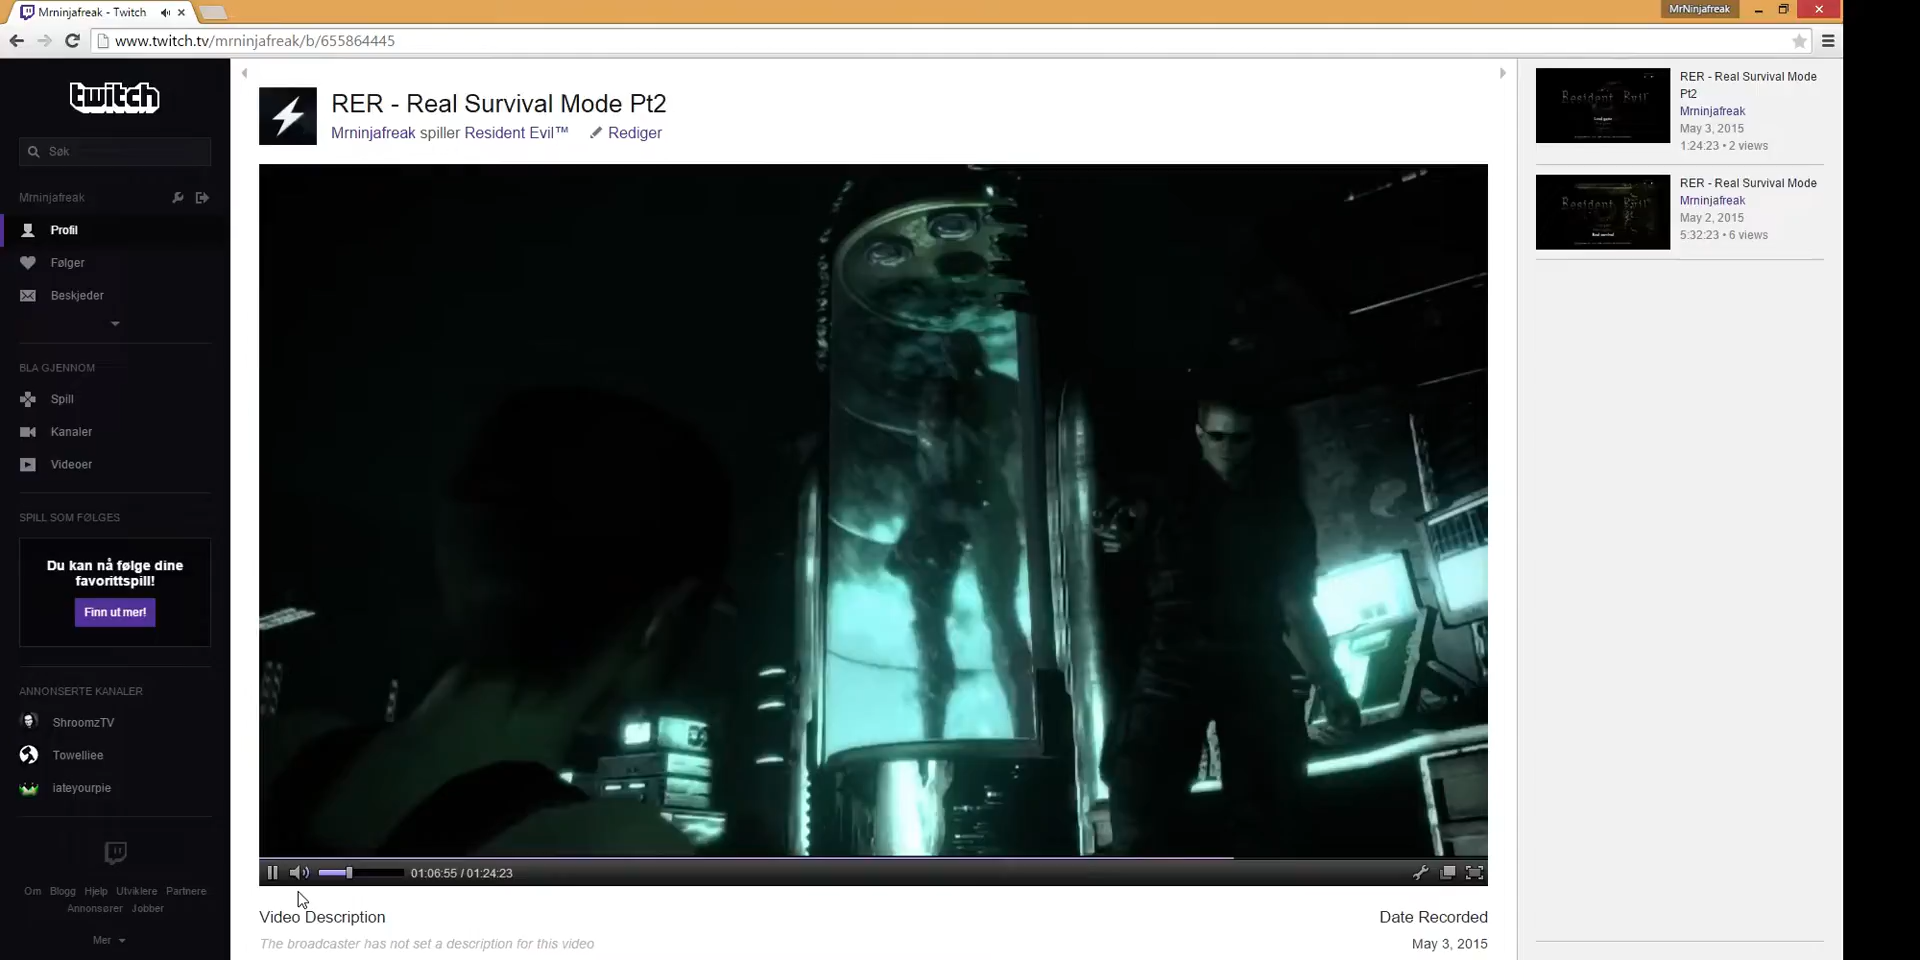 Mrninjafreak - Twitch
MrNinjafreak
www.twitch.tv/mrninjafreak/b/655864445
twitch
Søk
Mrninjafreak
Profil
Følger
Beskjeder
BLA GJENNOM
Spill
Kanaler
Videoer
SPILL SOM FØLGES
Du kan nå følge dine
favorittspill!
Finn ut mer!
ANNONSERTE KANALER
ShroomzTV
Towelliee
iateyourpie
Om Blogg Hjelp Utviklere Partnere
Annonsører Jobber
Mer
RER - Real Survival Mode Pt2
Mrninjafreak spiller Resident Evil™ Rediger
01:06:55 / 01:24:23
Video Description
The broadcaster has not set a description for this video
Date Recorded
May 3, 2015
Resident Evil
RER - Real Survival Mode
Pt2
Mrninjafreak
May 3, 2015
1:24:23 • 2 views
Resident Evil
RER - Real Survival Mode
Mrninjafreak
May 2, 2015
5:32:23 • 6 views